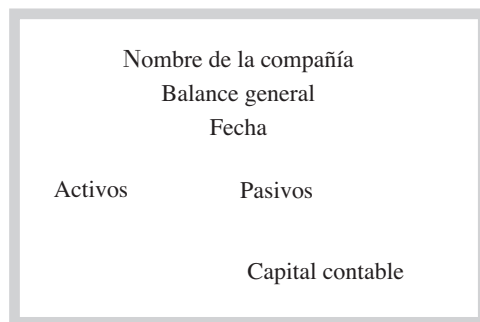 Nombre de la compañía
Balance general
Fecha
Activos Pasivos
Capital contable